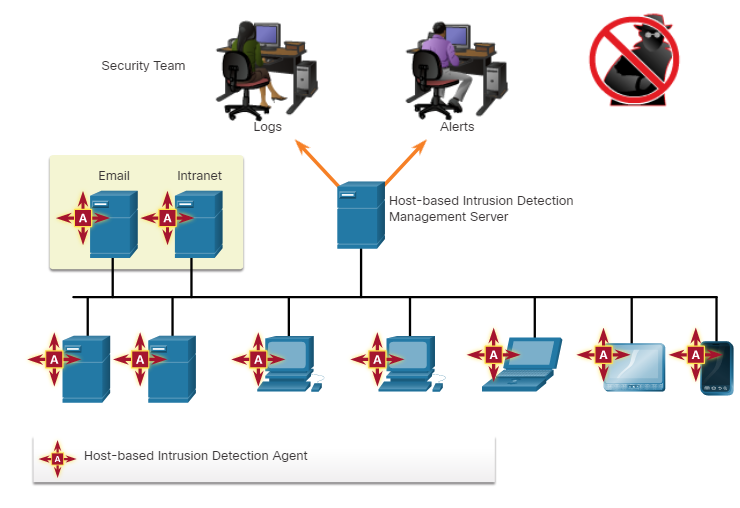 Security Team
Logs
Alerts
Email
Intranet
Host-based Intrusion Detection
Management Server
A
A
A
A
A
A
A
A
A
A
Host-based Intrusion Detection Agent